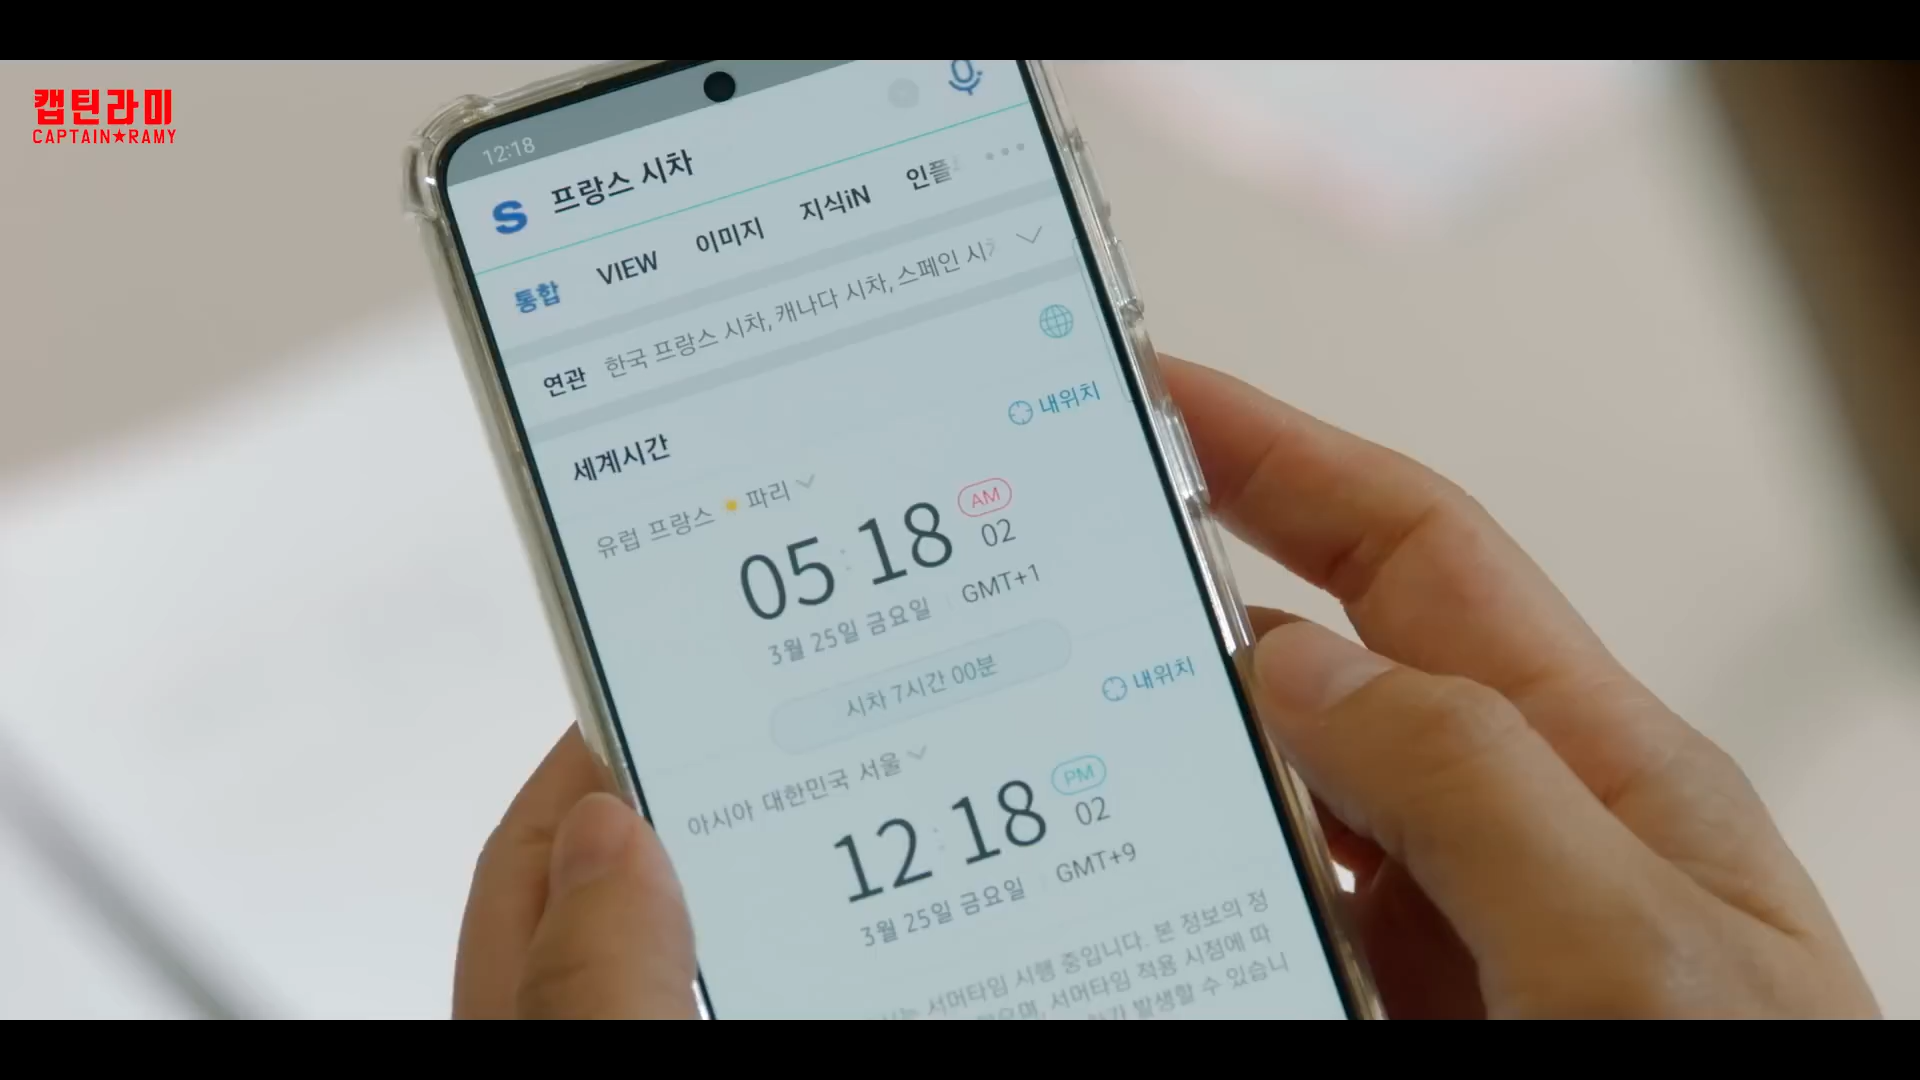 캡틴라미
CAPTAIN★RAMY
12:18
S 프랑스 시차
통합 VIEW 이미지 지식iN 인플
연관 한국 프랑스 시차, 캐나다 시차, 스페인 시
세계시간
내위치
유럽 프랑스 파리
05:18 AM 02
3월 25일 금요일 GMT+1
시차 7시간 00분
내위치
아시아 대한민국 서울
12:18 PM 02
3월 25일 금요일 GMT+9
서머타임 시행 중입니다. 본 정보의 정
서머타임 적용 시점에 따
발생할 수 있습니